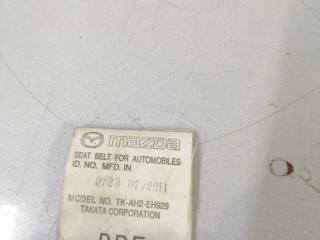 mazda
SEAT BELT FOR AUTOMOBILES
ID. NO. MFD. IN
0723 07/2011
MODEL NO. TK-AH2-EH929
TAKATA CORPORATION